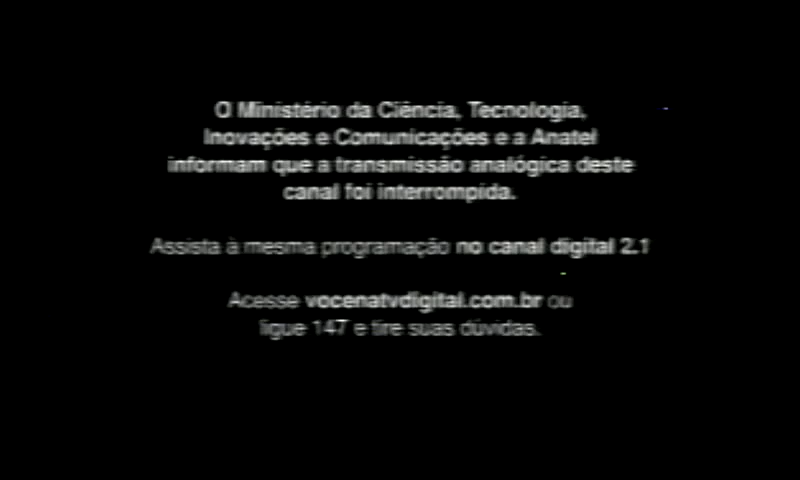 O Ministério da Ciência, Tecnologia,
Inovações e Comunicações e a Anatel
informam que a transmissão analógica deste
canal foi interrompida.
Assista à mesma programação no canal digital 2.1
Acesse vocenatvdigital.com.br ou
ligue 147 e tire suas dúvidas.